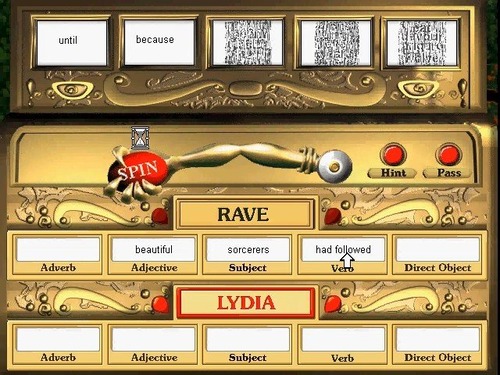 until
because
SPIN
Hint
Pass
RAVE
beautiful
sorcerers
had followed
Adverb
Adjective
Subject
Verb
Direct Object
LYDIA
Adverb
Adjective
Subject
Verb
Direct Object